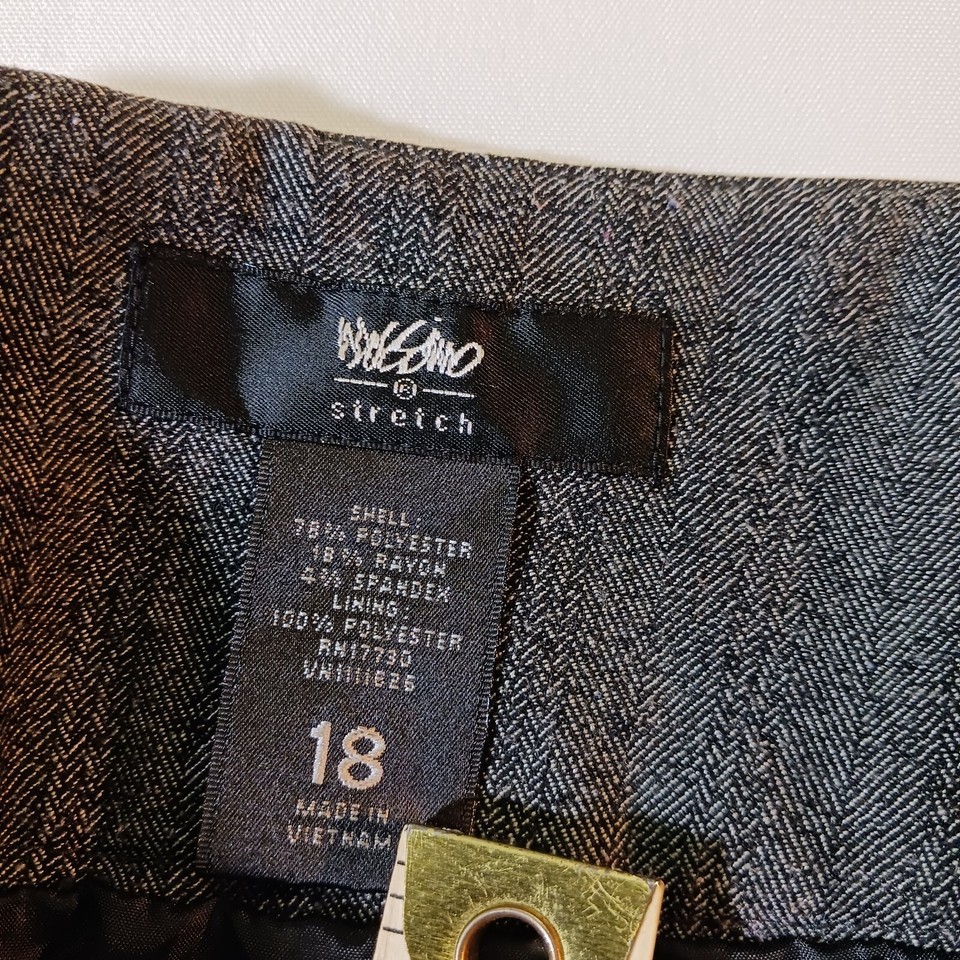 mossimo
®
stretch
SHELL:
78% POLYESTER
18% RAYON
4% SPANDEX
LINING:
100% POLYESTER
RN17730
18
MADE IN
VIETNAM